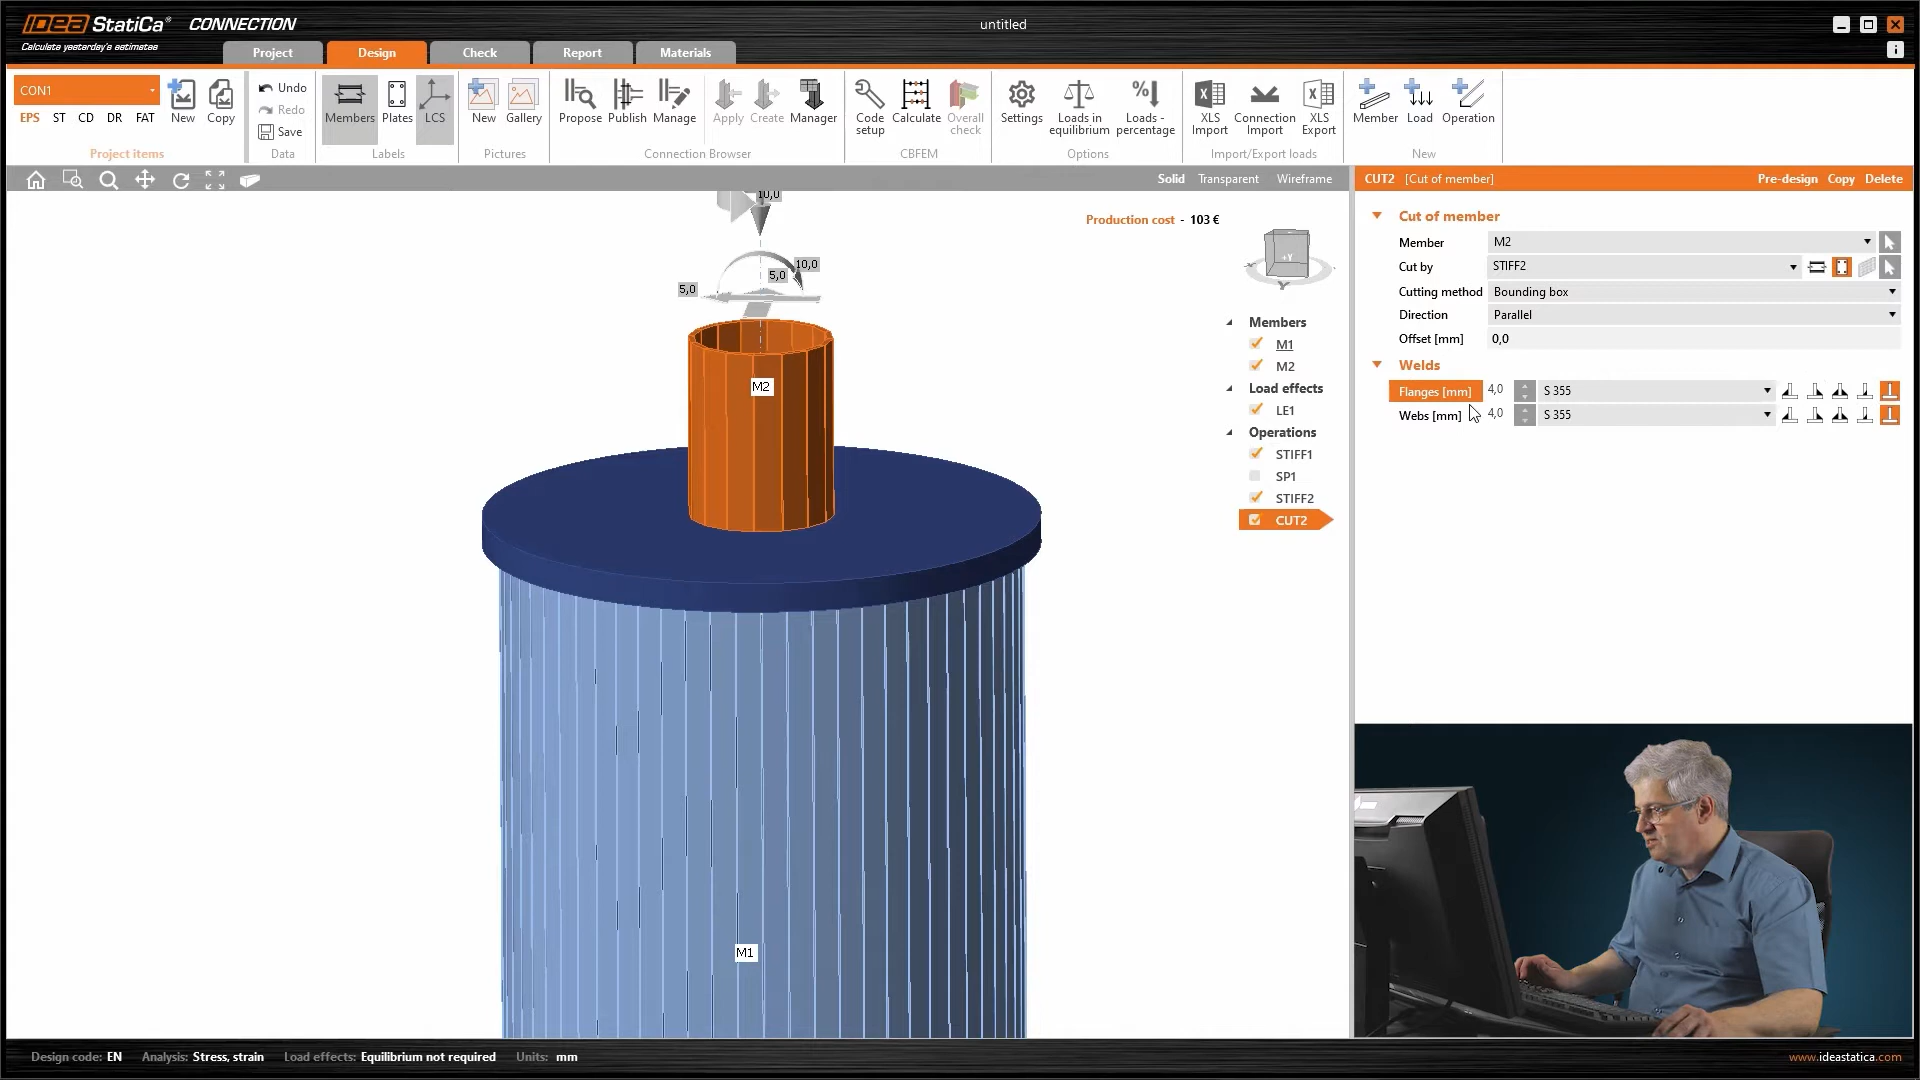 IDEA StatiCa® CONNECTION
Calculate yesterday's estimates
untitled
Project
Design
Check
Report
Materials
CON1
EPS ST CD DR FAT
New
Copy
Project items
Undo
Redo
Save
Data
Members
Plates
LCS
Labels
New
Gallery
Pictures
Propose
Publish
Manage
Apply
Create
Manager
Connection Browser
Code setup
Calculate
Overall check
CBFEM
Settings
Loads in equilibrium
Loads - percentage
Options
XLS Import
Connection Import
XLS Export
Import/Export loads
Member
Load
Operation
New
Solid Transparent Wireframe
Production cost - 103 €
10,0
10,0
5,0
5,0
M2
M1
+Y
Y
Members
M1
M2
Load effects
LE1
Operations
STIFF1
SP1
STIFF2
CUT2
CUT2 [Cut of member]
Pre-design Copy Delete
Cut of member
Member M2
Cut by STIFF2
Cutting method Bounding box
Direction Parallel
Offset [mm] 0,0
Welds
Flanges [mm] 4,0 S 355
Webs [mm] 4,0 S 355
Design code: EN Analysis: Stress, strain Load effects: Equilibrium not required Units: mm
www.ideastatica.com